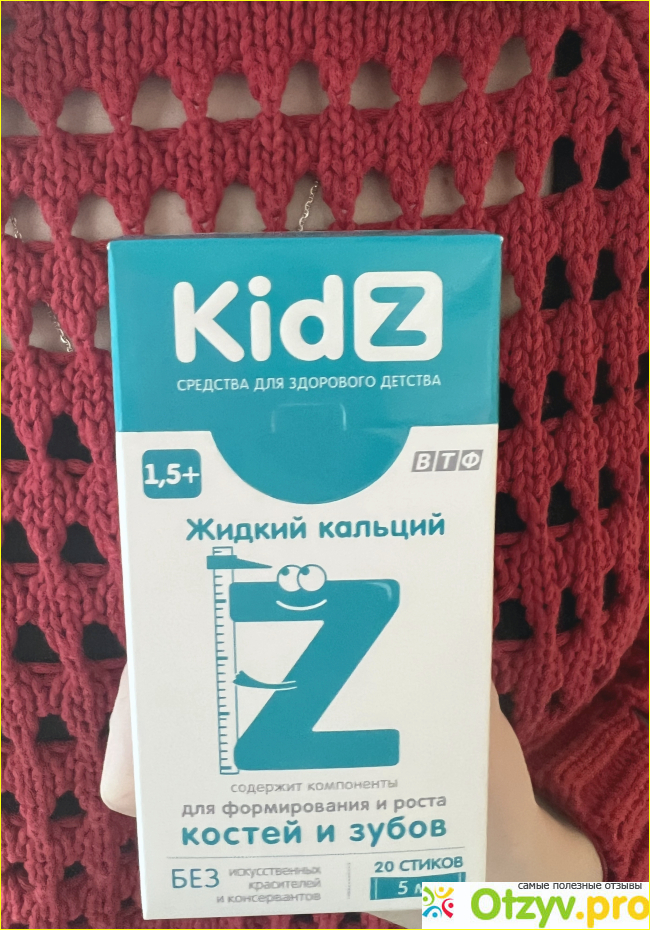 KidZ
СРЕДСТВА ДЛЯ ЗДОРОВОГО ДЕТСТВА
1,5+
ВТФ
Жидкий кальций
содержит компоненты
для формирования и роста
костей и зубов
БЕЗ искусственных
красителей
и консервантов
20 СТИКОВ
5
самые полезные отзывы
Otzyv.pro